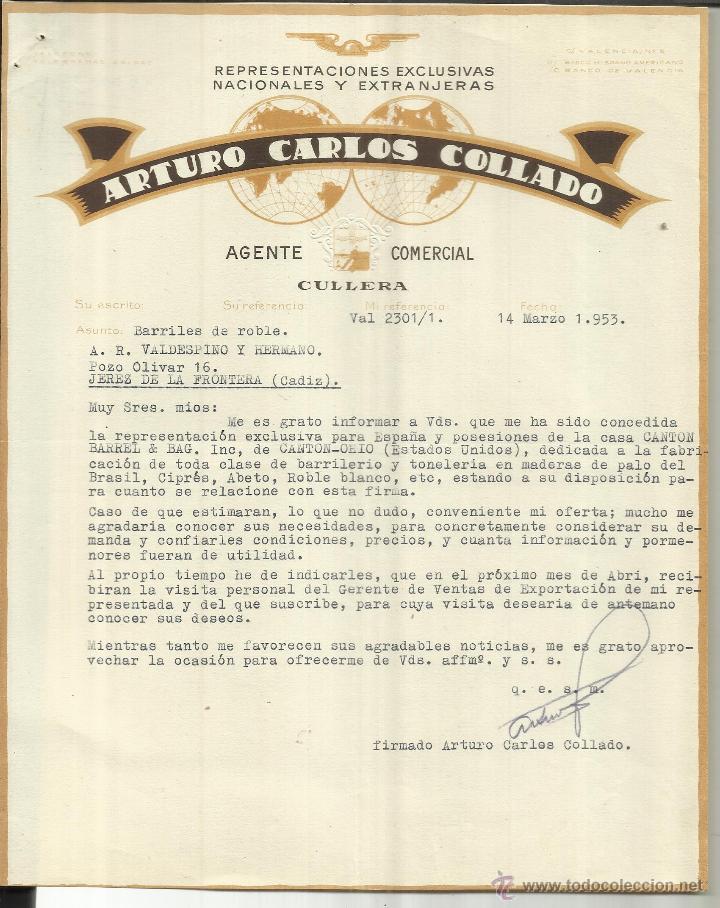 C/ VALENCIA, NE
REPRESENTACIONES EXCLUSIVAS
BANCO HISPANO AMERICANO
NACIONALES Y EXTRANJERAS
BANCO DE VALENCIA
ARTURO CARLOS COLLADO
AGENTE COMERCIAL
CULLERA
Su escrito: Su referencia: Mi referencia: Fecha:
Val 2301/1. 14 Marzo 1.953.
Asunto: Barriles de roble.
A. R. VALDESPINO Y HERMANO.
Pozo Olivar 16.
JEREZ DE LA FRONTERA (Cadiz).
Muy Sres. mios:
Me es grato informar a Vds. que me ha sido concedida
la representación exclusiva para España y posesiones de la casa CANTON
BARREL & BAG. Inc, de CANTON-OHIO (Estados Unidos), dedicada a la fabri-
cación de toda clase de barrilerio y toneleria en maderas de palo del
Brasil, Ciprés, Abeto, Roble blanco, etc, estando a su disposición pa-
ra cuanto se relacione con esta firma.
Caso de que estimaran, lo que no dudo, conveniente mi oferta; mucho me
agradaria conocer sus necesidades, para concretamente considerar su de-
manda y confiarles condiciones, precios, y cuanta información y porme-
nores fueran de utilidad.
Al propio tiempo he de indicarles, que en el próximo mes de Abri, reci-
biran la visita personal del Gerente de Ventas de Exportación de mi re-
presentada y del que suscribe, para cuya visita desearia de antemano
conocer sus deseos.
Mientras tanto me favorecen sus agradables noticias, me es grato apro-
vechar la ocasión para ofrecerme de Vds. affmº. y s. s.
q. e. s. m.
firmado Arturo Carlos Collado.
www.todocoleccion.net